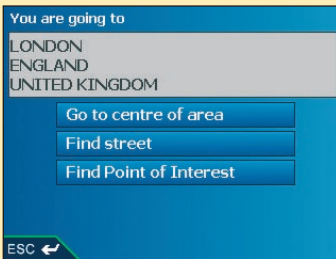 You are going to
LONDON
ENGLAND
UNITED KINGDOM
Go to centre of area
Find street
Find Point of Interest
ESC